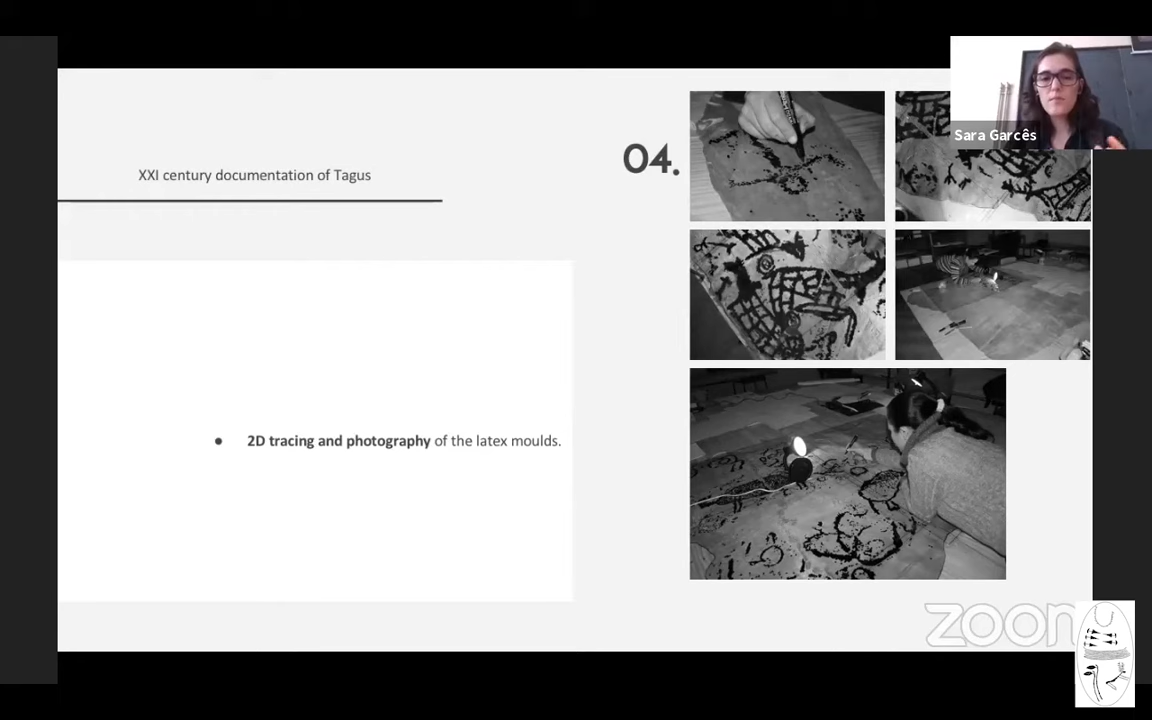 Sara Garcês
04.
XXI century documentation of Tagus
● 2D tracing and photography of the latex moulds.
zoom